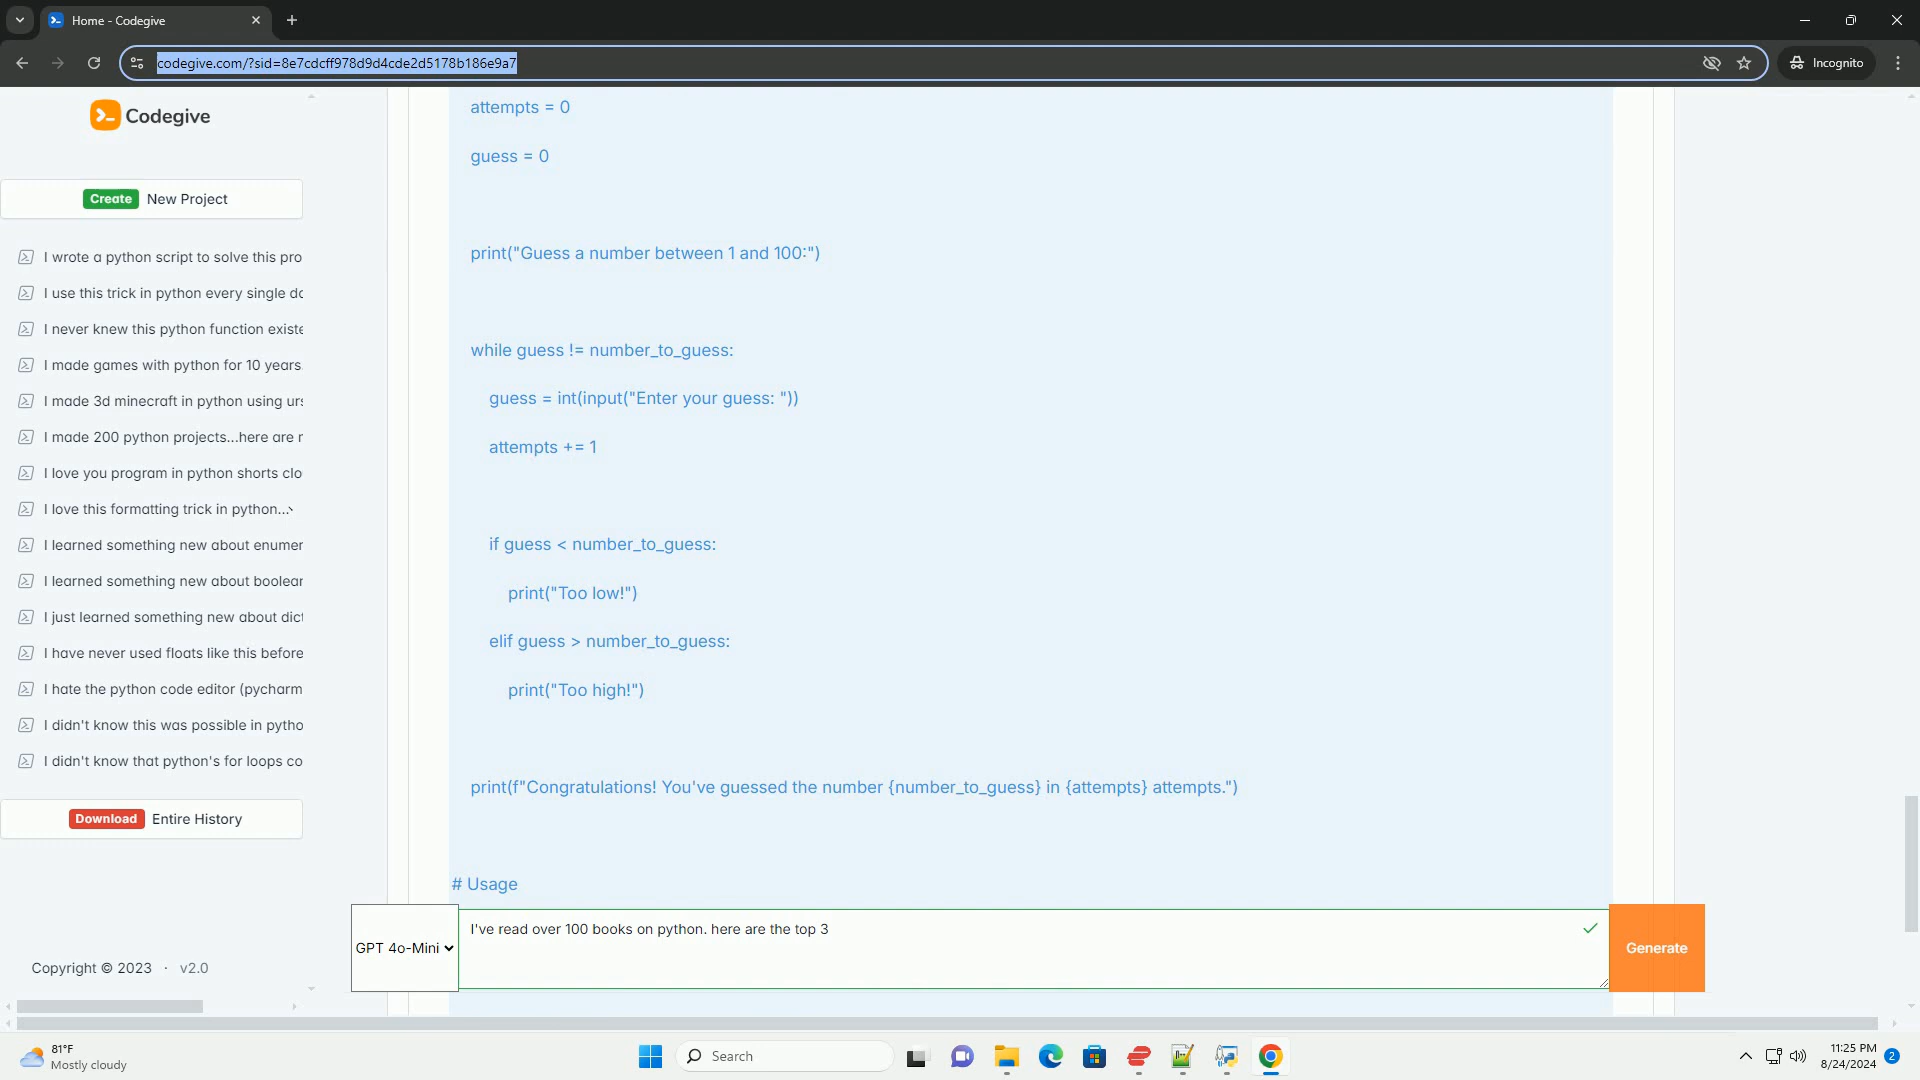 Home - Codegive
codegive.com/?sid=8e7cdcff978d9d4cde2d5178b186e9a7
Incognito
Codegive
Create New Project
I wrote a python script to solve this pro
I use this trick in python every single da
I never knew this python function existe
I made games with python for 10 years.
I made 3d minecraft in python using urs
I made 200 python projects...here are r
I love you program in python shorts clo
I love this formatting trick in python...
I learned something new about enumer
I learned something new about boolear
I just learned something new about dict
I have never used floats like this before
I hate the python code editor (pycharm
I didn't know this was possible in pytho
I didn't know that python's for loops co
Download Entire History
Copyright © 2023 · v2.0
attempts = 0
guess = 0
print("Guess a number between 1 and 100:")
while guess != number_to_guess:
guess = int(input("Enter your guess: "))
attempts += 1
if guess < number_to_guess:
print("Too low!")
elif guess > number_to_guess:
print("Too high!")
print(f"Congratulations! You've guessed the number {number_to_guess} in {attempts} attempts.")
# Usage
GPT 4o-Mini
I've read over 100 books on python. here are the top 3
Generate
81°F
Mostly cloudy
Search
11:25 PM
8/24/2024
2